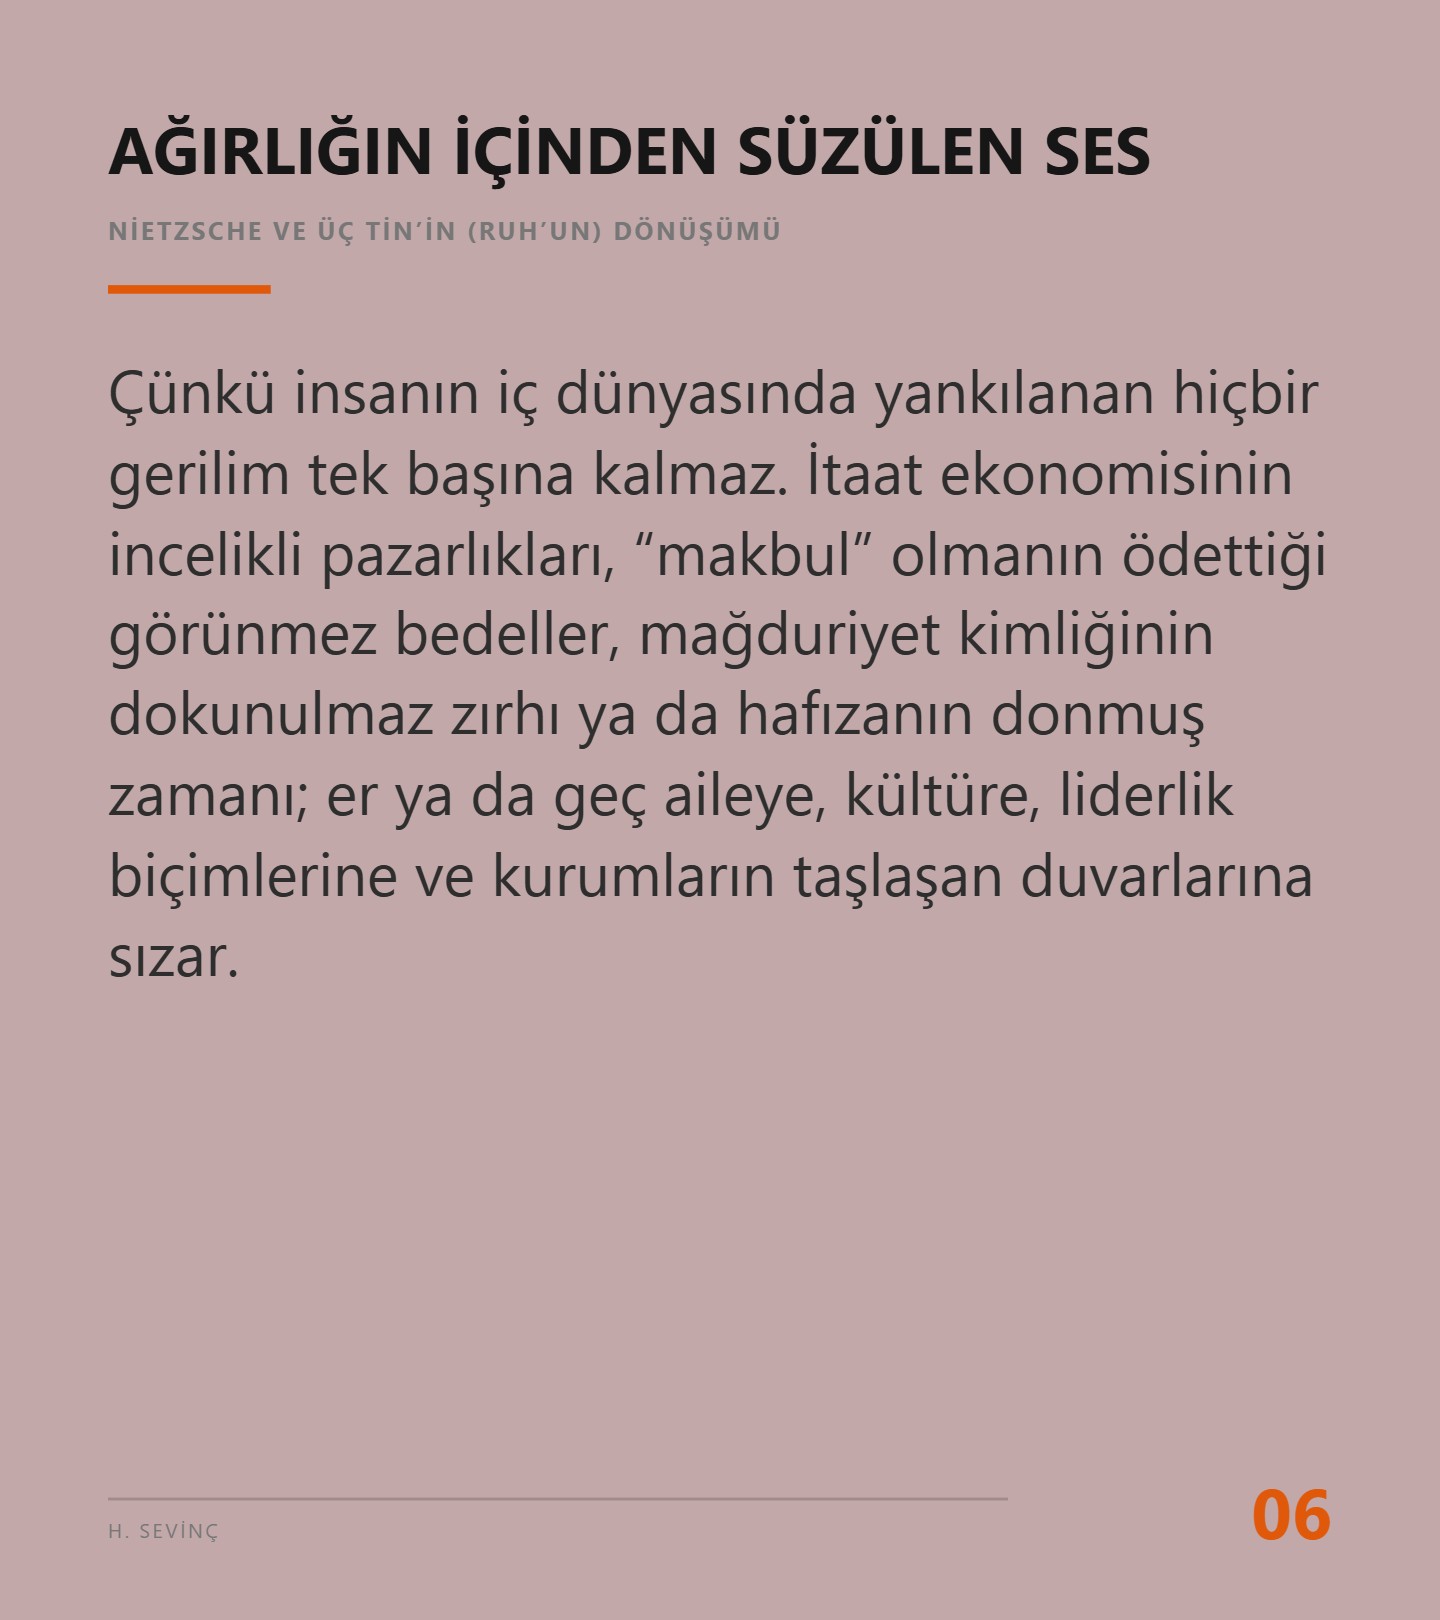 AĞIRLIĞIN İÇİNDEN SÜZÜLEN SES
NİETZSCHE VE ÜÇ TİN’İN (RUH’UN) DÖNÜŞÜMÜ
Çünkü insanın iç dünyasında yankılanan hiçbir
gerilim tek başına kalmaz. İtaat ekonomisinin
incelikli pazarlıkları, “makbul” olmanın ödettiği
görünmez bedeller, mağduriyet kimliğinin
dokunulmaz zırhı ya da hafızanın donmuş
zamanı; er ya da geç aileye, kültüre, liderlik
biçimlerine ve kurumların taşlaşan duvarlarına
sızar.
H. SEVİNÇ
06